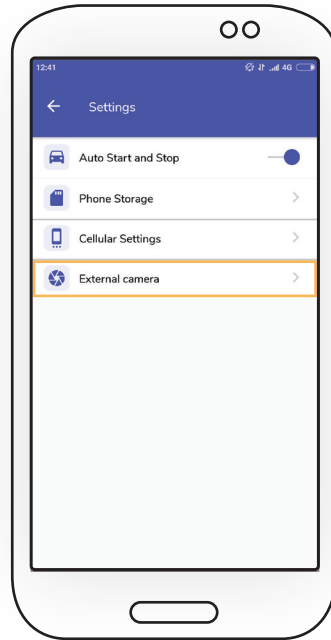 12:41 4G
Settings
Auto Start and Stop
Phone Storage
Cellular Settings
External camera